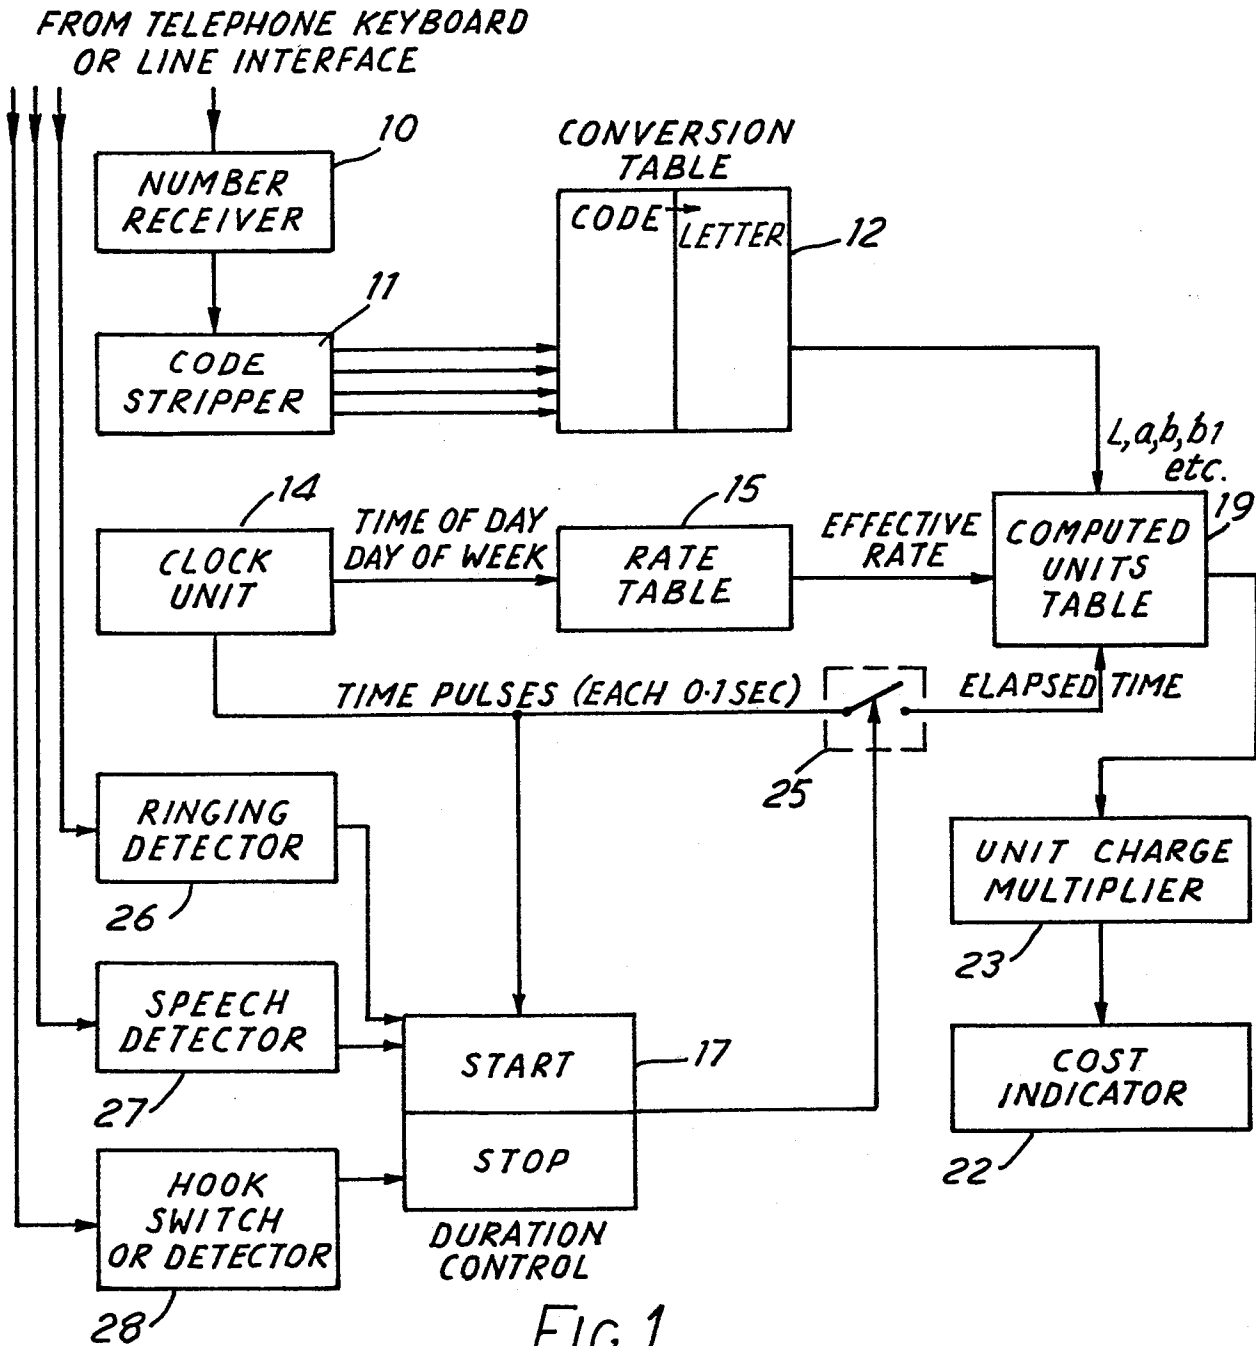 FROM TELEPHONE KEYBOARD
OR LINE INTERFACE
10
NUMBER
RECEIVER
CONVERSION
TABLE
CODE
LETTER
12
11
CODE
STRIPPER
L,a,b,b1
etc.
14
CLOCK
UNIT
TIME OF DAY
DAY OF WEEK
15
RATE
TABLE
EFFECTIVE
RATE
19
COMPUTED
UNITS
TABLE
TIME PULSES (EACH 0·1 SEC)
25
ELAPSED TIME
RINGING
DETECTOR
26
UNIT CHARGE
MULTIPLIER
23
SPEECH
DETECTOR
27
START
17
STOP
DURATION
CONTROL
COST
INDICATOR
22
HOOK
SWITCH
OR DETECTOR
28
FIG.1